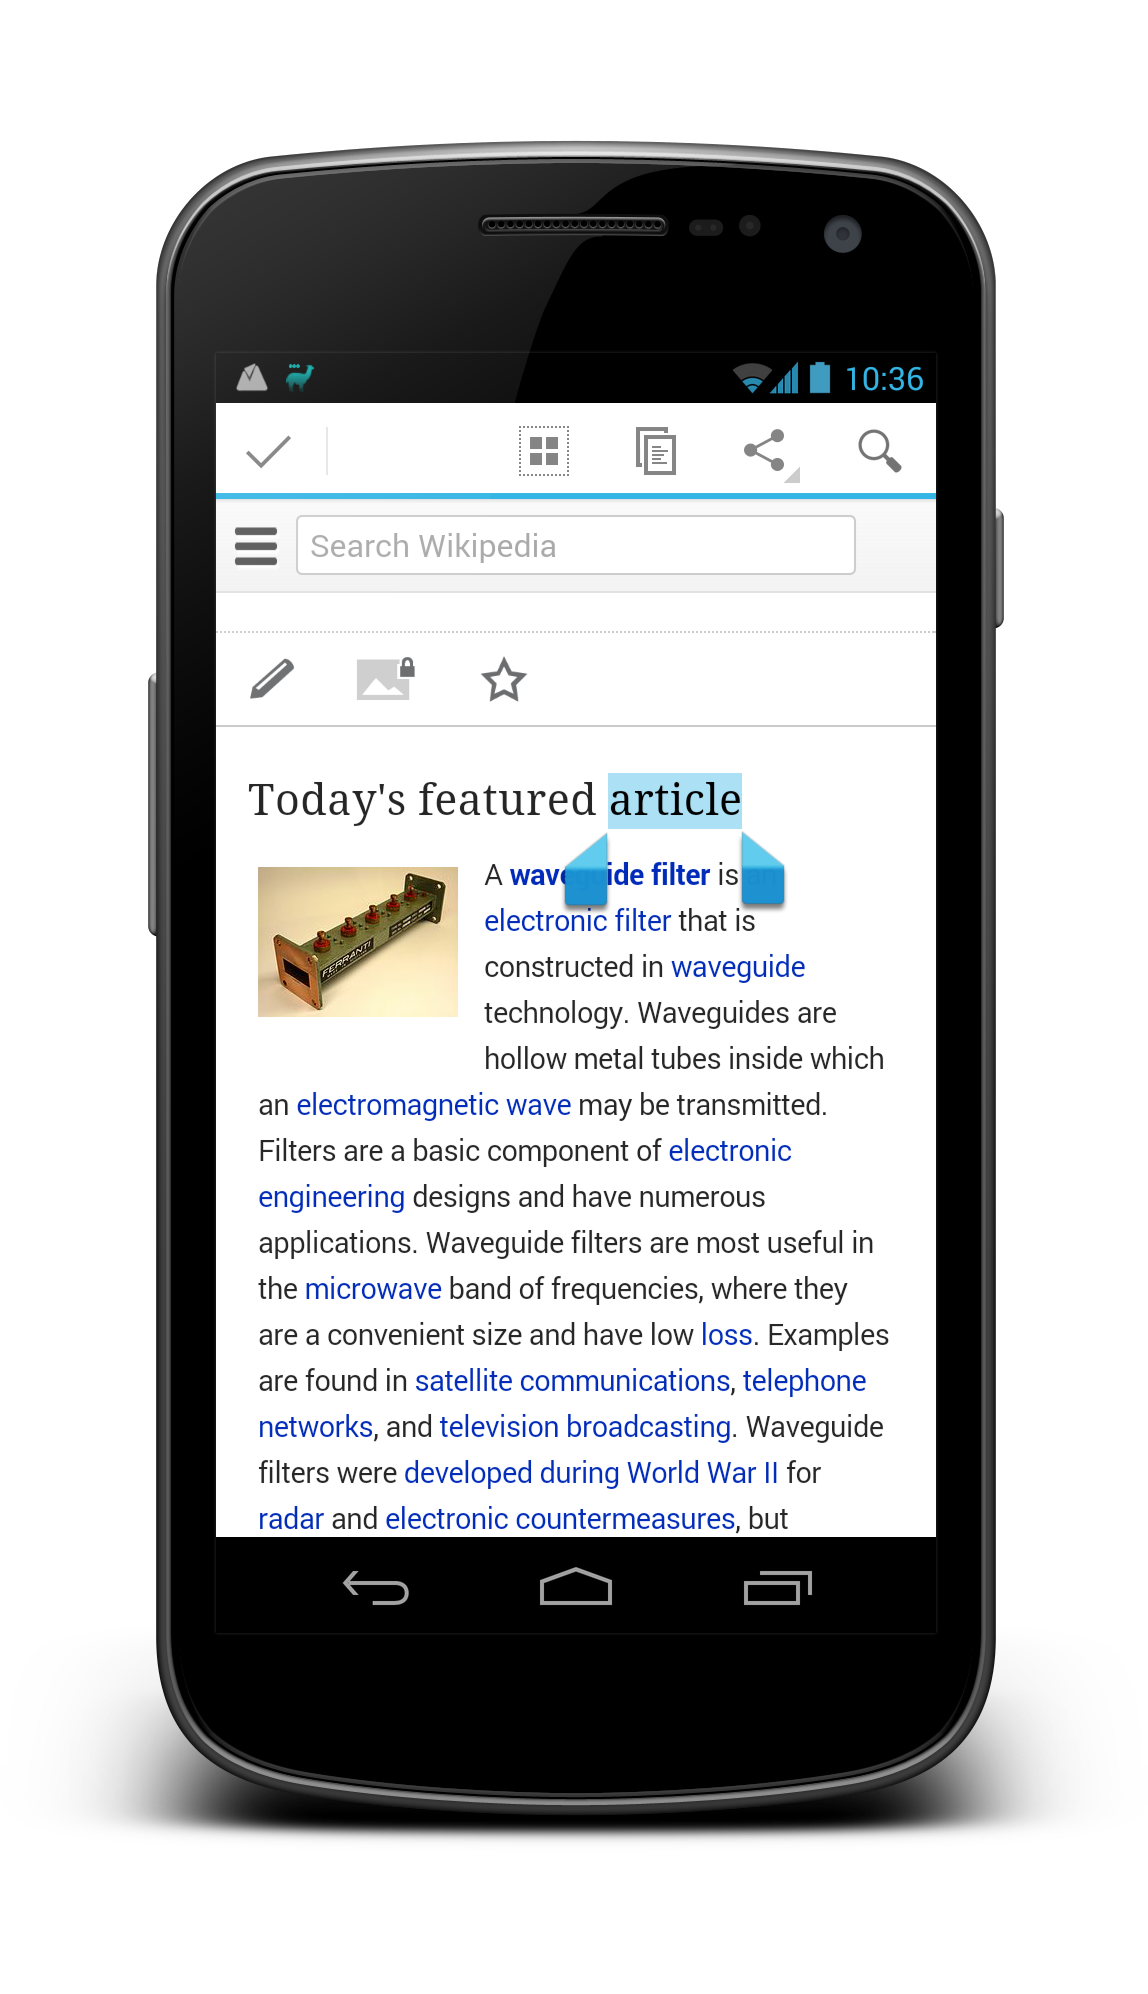 10:36
Search Wikipedia
Today's featured article
A waveguide filter is an
electronic filter that is
constructed in waveguide
technology. Waveguides are
hollow metal tubes inside which
an electromagnetic wave may be transmitted.
Filters are a basic component of electronic
engineering designs and have numerous
applications. Waveguide filters are most useful in
the microwave band of frequencies, where they
are a convenient size and have low loss. Examples
are found in satellite communications, telephone
networks, and television broadcasting. Waveguide
filters were developed during World War II for
radar and electronic countermeasures, but
FERRANTI